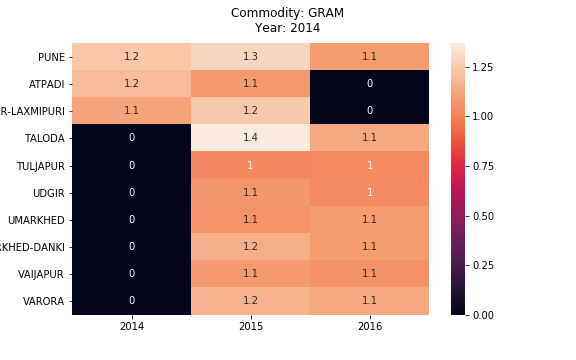 Commodity: GRAM
Year: 2014
PUNE 1.2 1.3 1.1
ATPADI 1.2 1.1 0
R-LAXMIPURI 1.1 1.2 0
TALODA 0 1.4 1.1
TULJAPUR 0 1 1
UDGIR 0 1.1 1
UMARKHED 0 1.1 1.1
RKHED-DANKI 0 1.2 1.1
VAIJAPUR 0 1.1 1.1
VARORA 0 1.2 1.1
2014 2015 2016
1.25
1.00
0.75
0.50
0.25
0.00